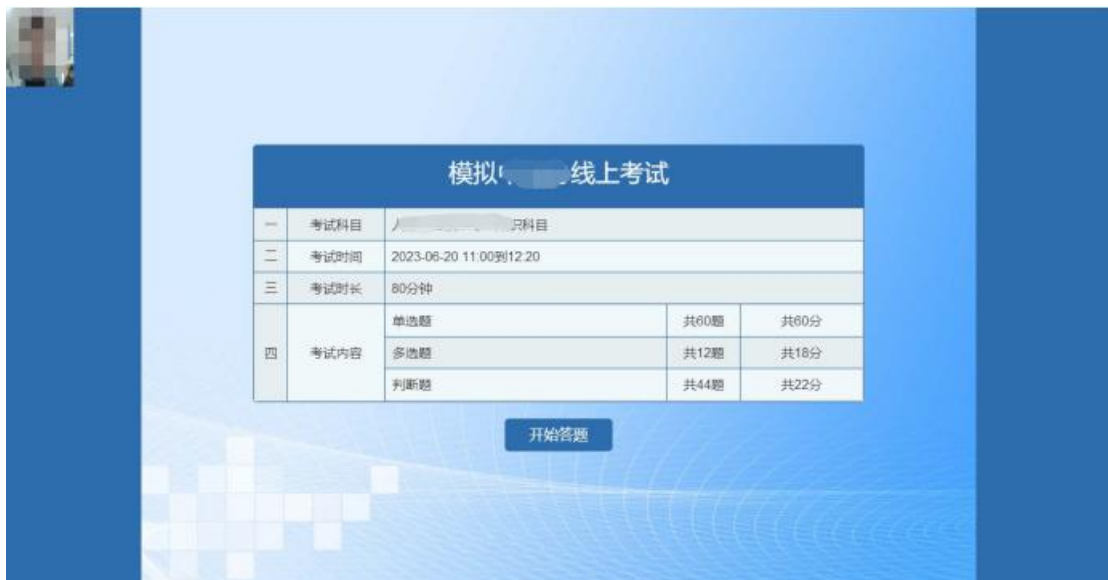 模拟 线上考试
一 考试科目 人 识科目
二 考试时间 2023-06-20 11:00到12:20
三 考试时长 80分钟
四 考试内容 单选题 共60题 共60分
多选题 共12题 共18分
判断题 共44题 共22分
开始答题